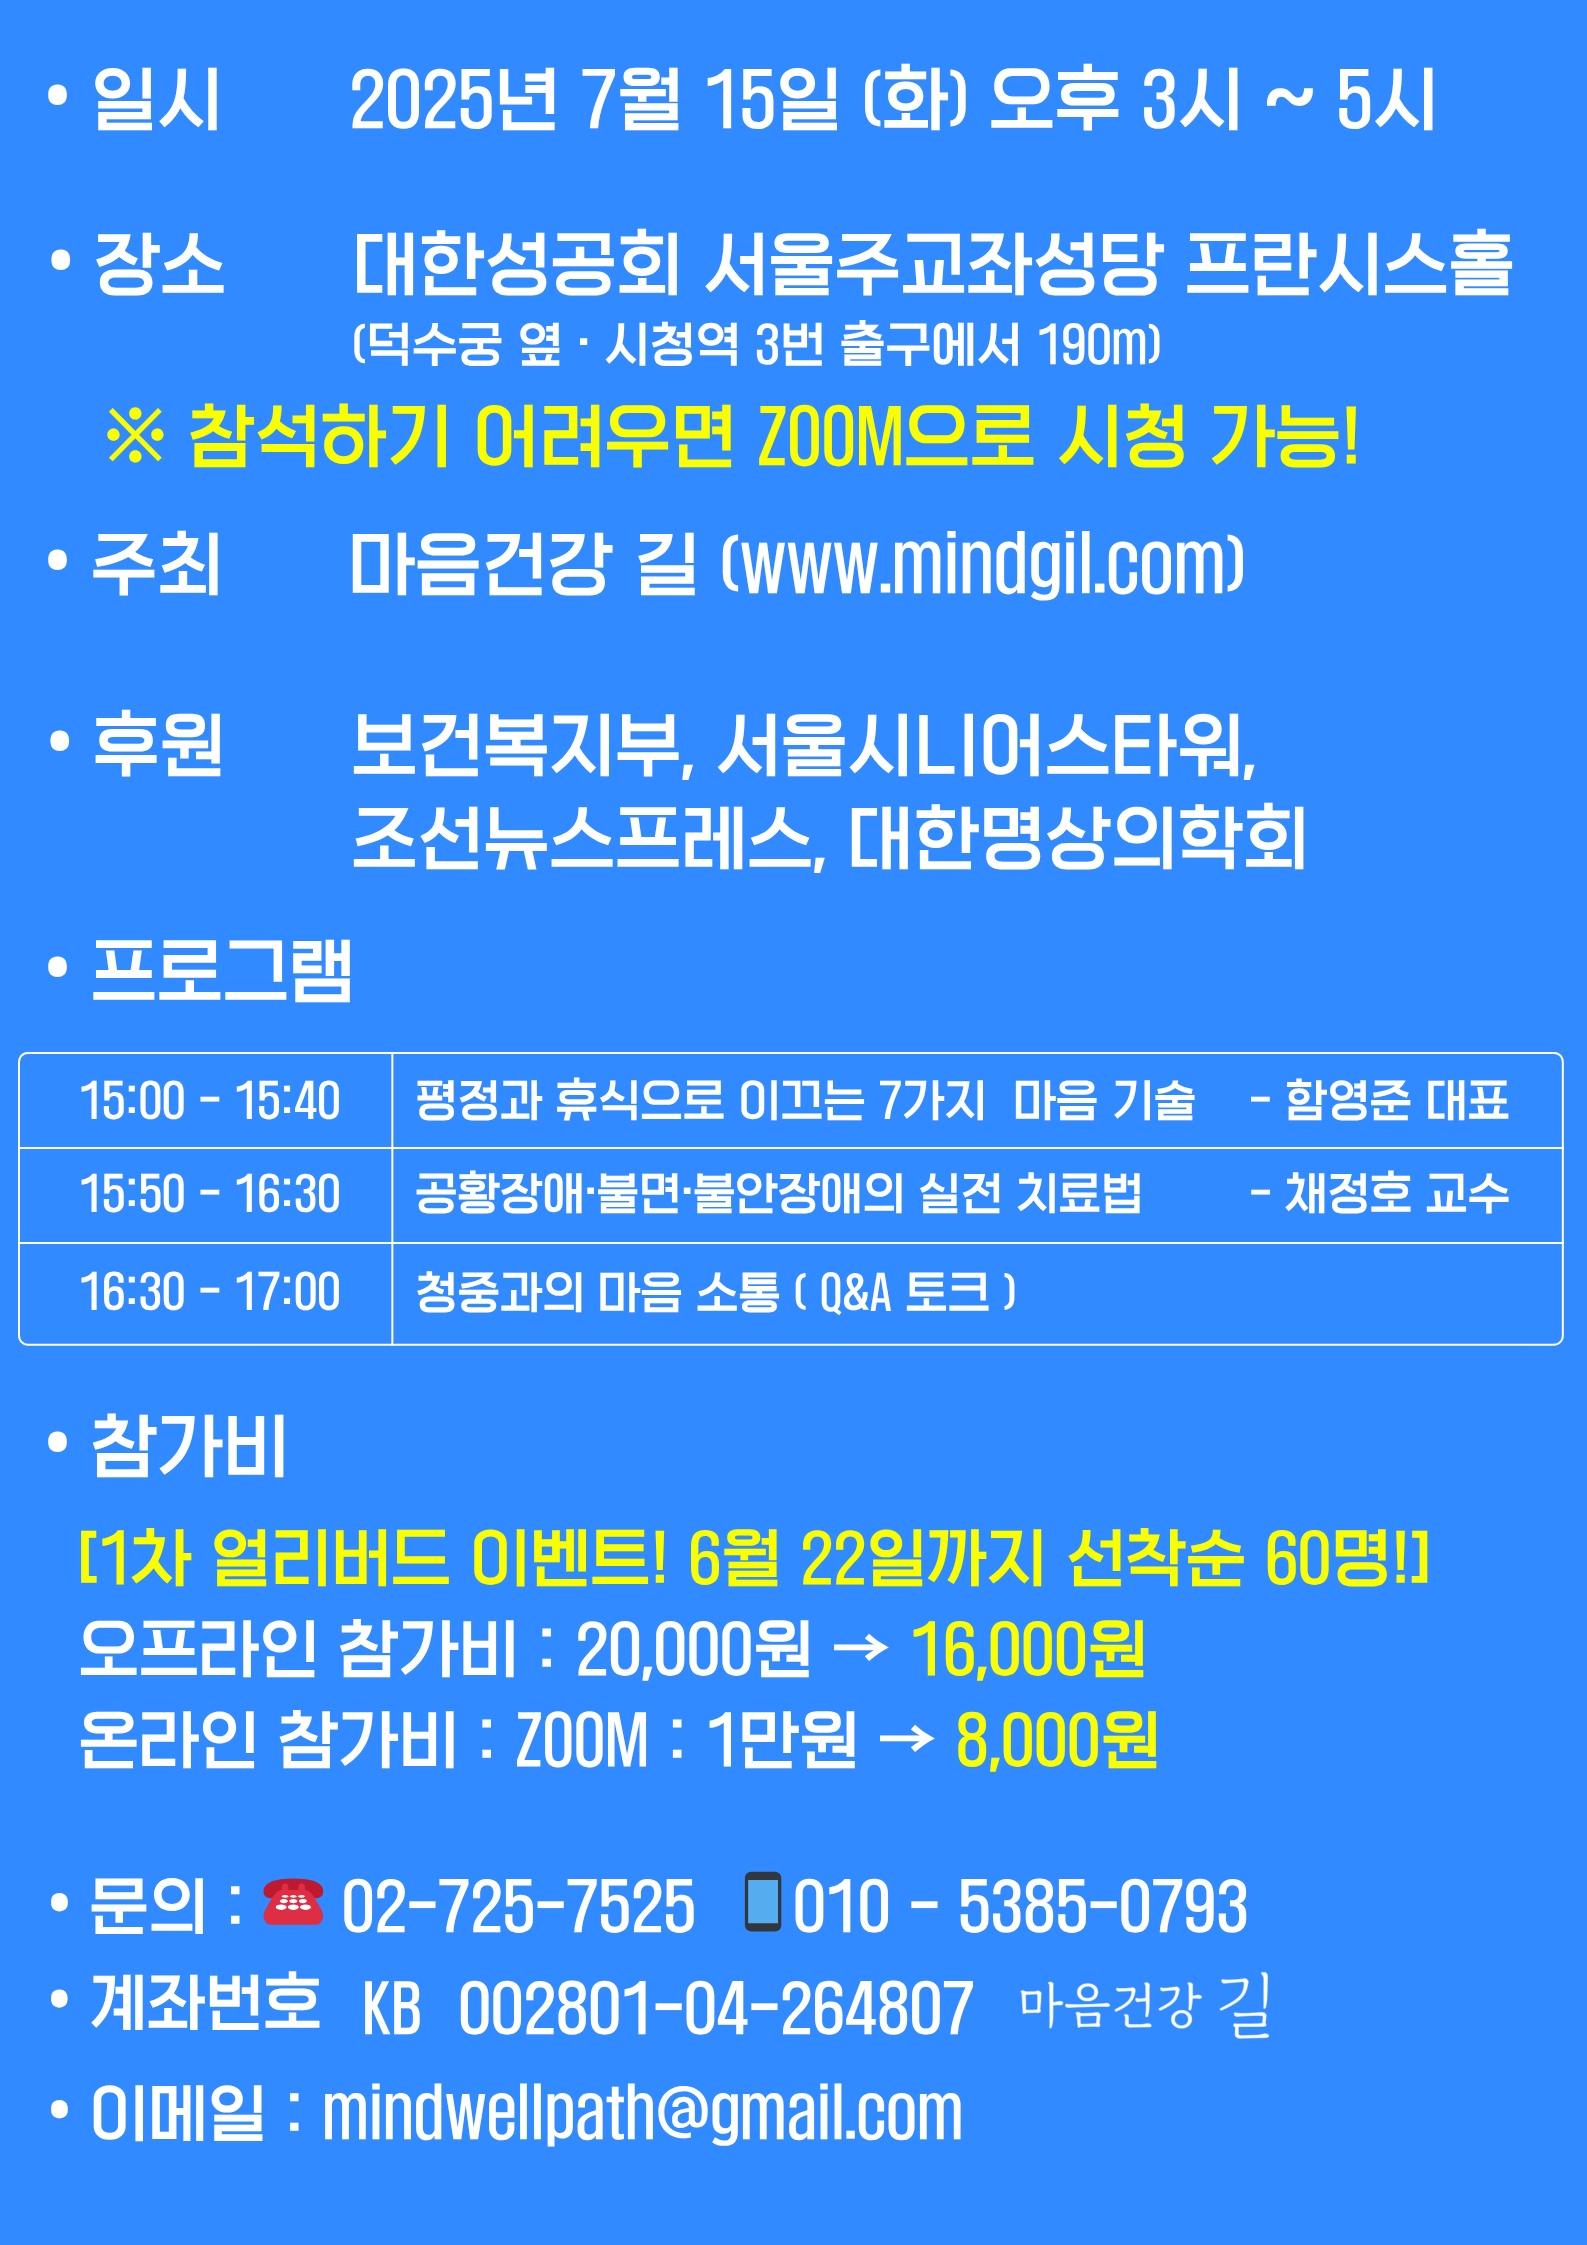 • 일시 2025년 7월 15일 (화) 오후 3시 ~ 5시
• 장소 대한성공회 서울주교좌성당 프란시스홀
(덕수궁 옆 · 시청역 3번 출구에서 190m)
※ 참석하기 어려우면 ZOOM으로 시청 가능!
• 주최 마음건강 길 (www.mindgil.com)
• 후원 보건복지부, 서울시니어스타워,
조선뉴스프레스, 대한명상의학회
• 프로그램
15:00 - 15:40 평정과 휴식으로 이끄는 7가지 마음 기술 - 함영준 대표
15:50 - 16:30 공황장애·불면·불안장애의 실전 치료법 - 채정호 교수
16:30 - 17:00 청중과의 마음 소통 ( Q&A 토크 )
• 참가비
[1차 얼리버드 이벤트! 6월 22일까지 선착순 60명!]
오프라인 참가비 : 20,000원 → 16,000원
온라인 참가비 : ZOOM : 1만원 → 8,000원
• 문의 : ☎ 02-725-7525 📱 010 - 5385-0793
• 계좌번호 KB 002801-04-264807 마음건강 길
• 이메일 : mindwellpath@gmail.com